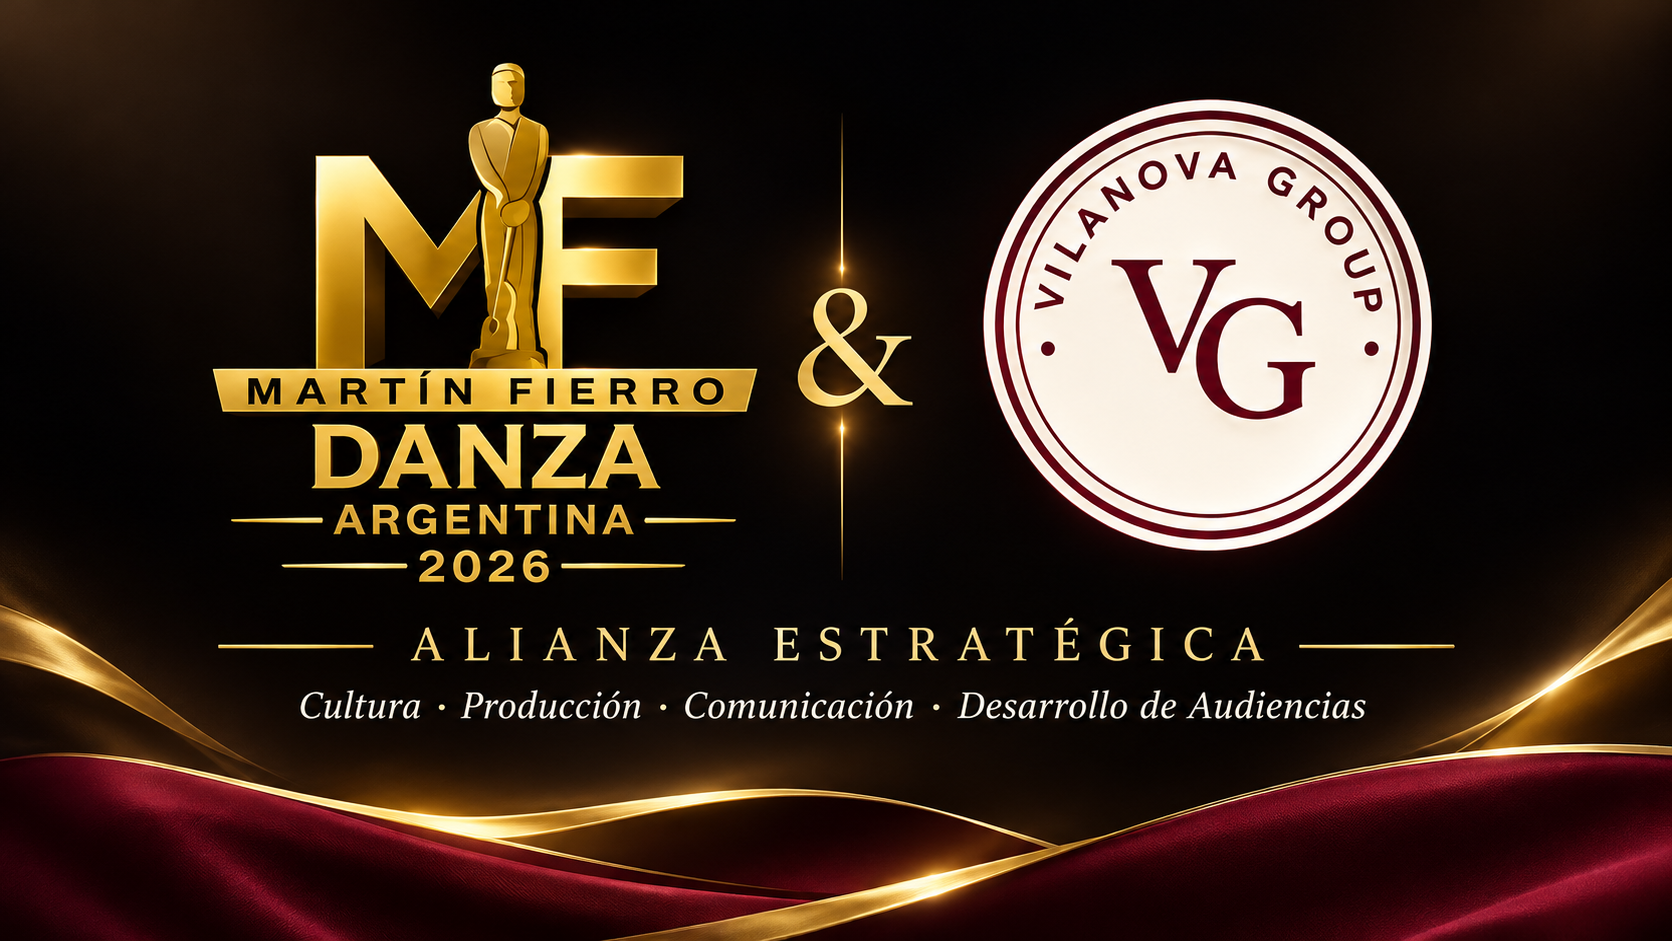 MF
MARTÍN FIERRO
DANZA
ARGENTINA
2026
&
VILANOVA GROUP
VG
ALIANZA ESTRATÉGICA
Cultura · Producción · Comunicación · Desarrollo de Audiencias